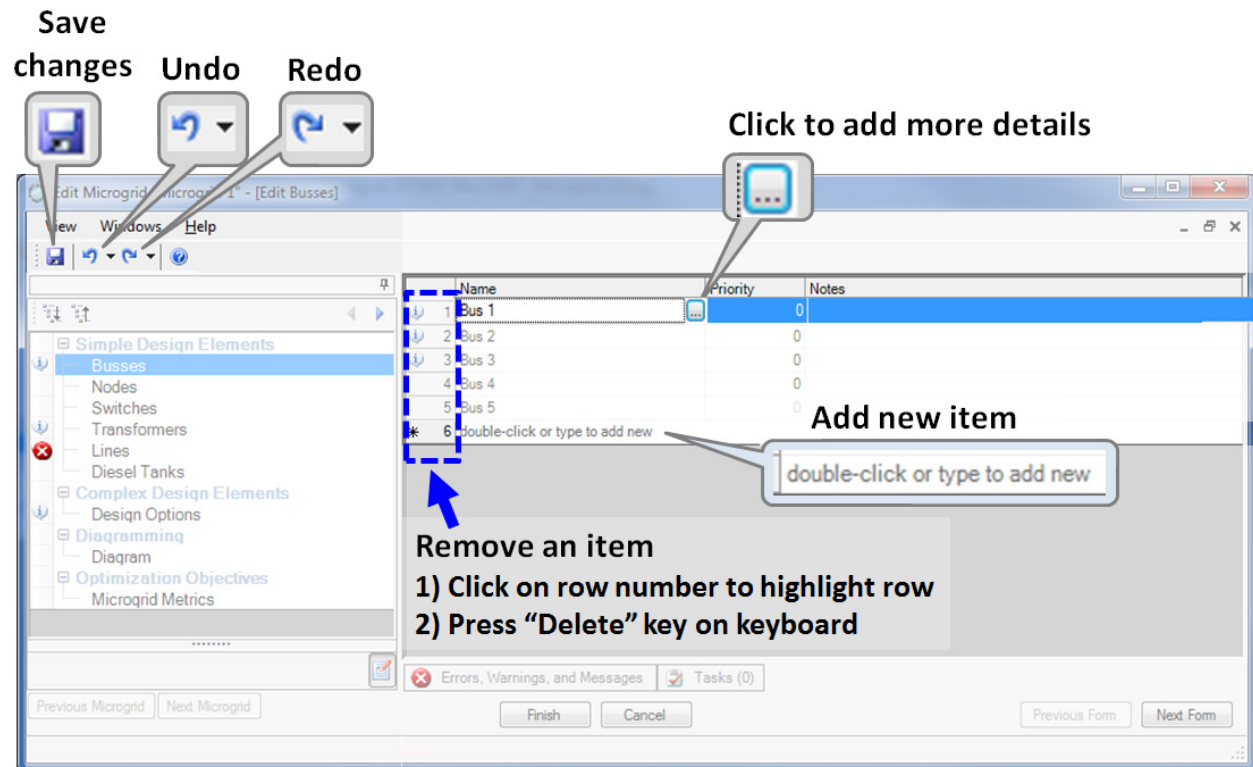 Save
changes Undo Redo
Click to add more details
Edit Microgrid "Microgrid 1" - [Edit Busses]
View Windows Help
Name Priority Notes
1 Bus 1 ... 0
2 Bus 2 0
3 Bus 3 0
4 Bus 4 0
5 Bus 5 0
6 double-click or type to add new
Simple Design Elements
Busses
Nodes
Switches
Transformers
Lines
Diesel Tanks
Complex Design Elements
Design Options
Diagramming
Diagram
Optimization Objectives
Microgrid Metrics
Add new item
double-click or type to add new
Remove an item
1) Click on row number to highlight row
2) Press “Delete” key on keyboard
Errors, Warnings, and Messages Tasks (0)
Previous Microgrid Next Microgrid
Finish Cancel
Previous Form Next Form